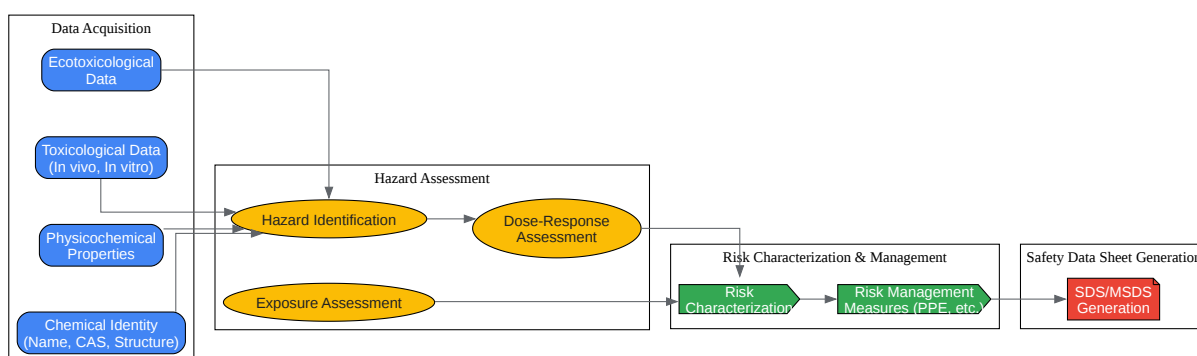 Data Acquisition
Ecotoxicological
Data
Toxicological Data
(In vivo, In vitro)
Physicochemical
Properties
Chemical Identity
(Name, CAS, Structure)
Hazard Assessment
Hazard Identification
Dose-Response
Assessment
Exposure Assessment
Risk Characterization & Management
Risk
Characterization
Risk Management
Measures (PPE, etc.)
Safety Data Sheet Generation
SDS/MSDS
Generation